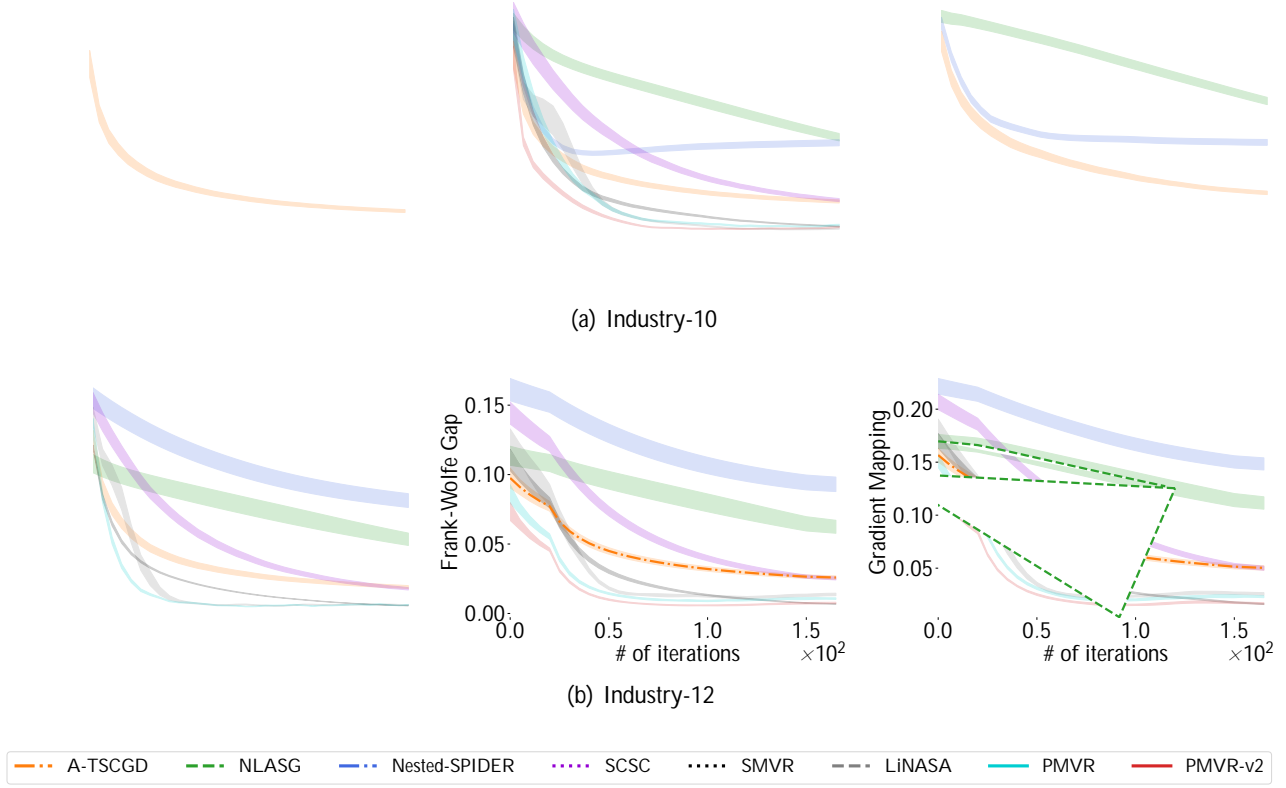 (a) Industry-10
Frank-Wolfe Gap
0.15
0.10
0.05
0.00
0.0 0.5 1.0 1.5
# of iterations ×10²
Gradient Mapping
0.20
0.15
0.10
0.05
0.0 0.5 1.0 1.5
# of iterations ×10²
(b) Industry-12
A-TSCGD NLASG Nested-SPIDER SCSC SMVR LiNASA PMVR PMVR-v2